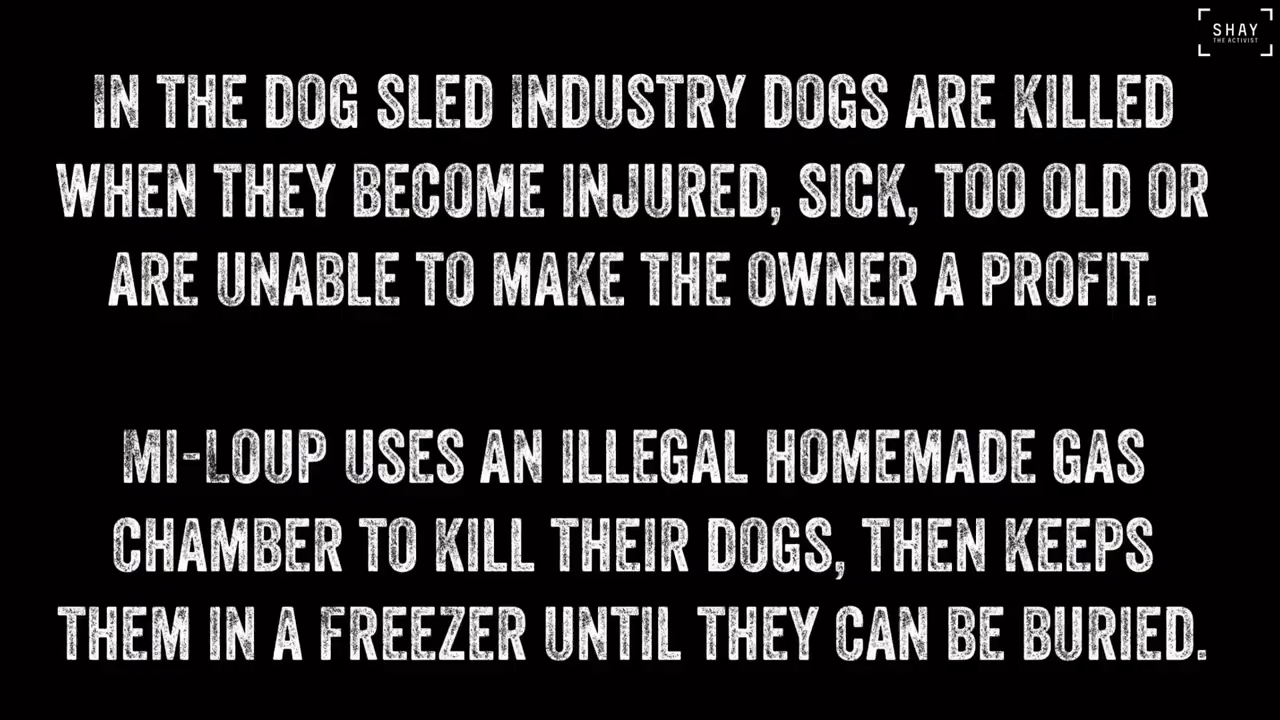 SHAY
THE ACTIVIST
IN THE DOG SLED INDUSTRY DOGS ARE KILLED
WHEN THEY BECOME INJURED, SICK, TOO OLD OR
ARE UNABLE TO MAKE THE OWNER A PROFIT.
MI-LOUP USES AN ILLEGAL HOMEMADE GAS
CHAMBER TO KILL THEIR DOGS, THEN KEEPS
THEM IN A FREEZER UNTIL THEY CAN BE BURIED.